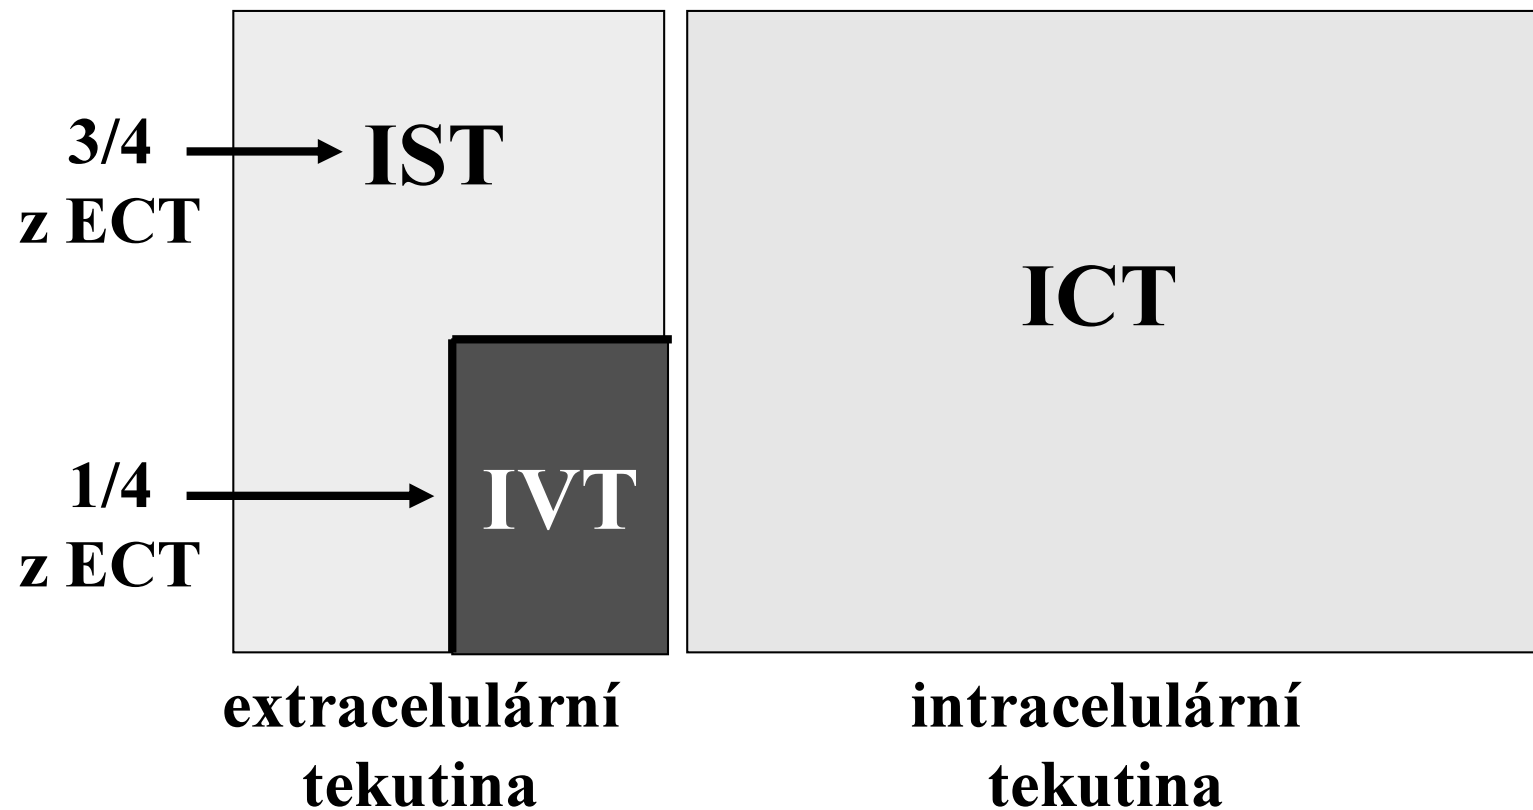 3/4
z ECT
IST
ICT
1/4
z ECT
IVT
extracelulární
tekutina
intracelulární
tekutina